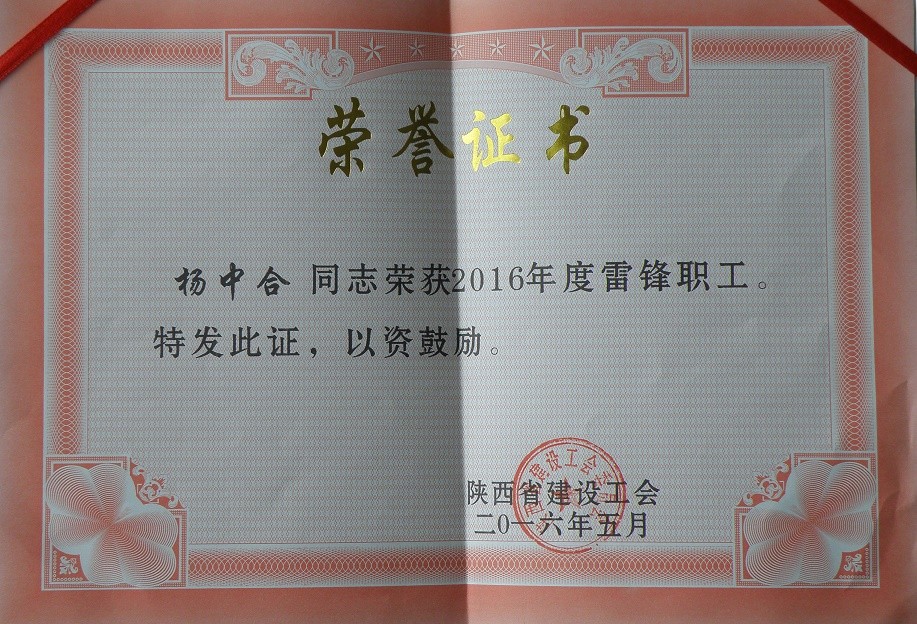 荣誉证书
杨中合 同志荣获2016年度雷锋职工。
特发此证，以资鼓励。
陕西省建设工会
二0一六年五月